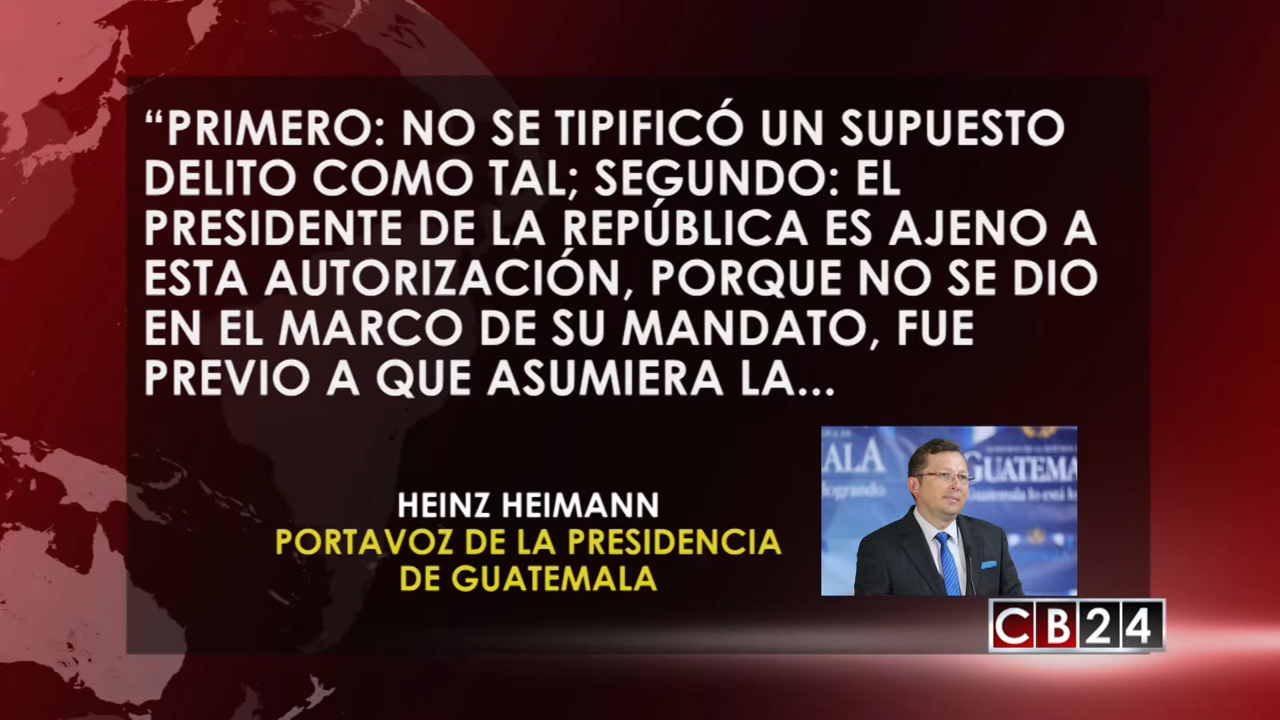 “PRIMERO: NO SE TIPIFICÓ UN SUPUESTO
DELITO COMO TAL; SEGUNDO: EL
PRESIDENTE DE LA REPÚBLICA ES AJENO A
ESTA AUTORIZACIÓN, PORQUE NO SE DIO
EN EL MARCO DE SU MANDATO, FUE
PREVIO A QUE ASUMIERA LA...
HEINZ HEIMANN
PORTAVOZ DE LA PRESIDENCIA
DE GUATEMALA
ALA
GUATEMA
CB24